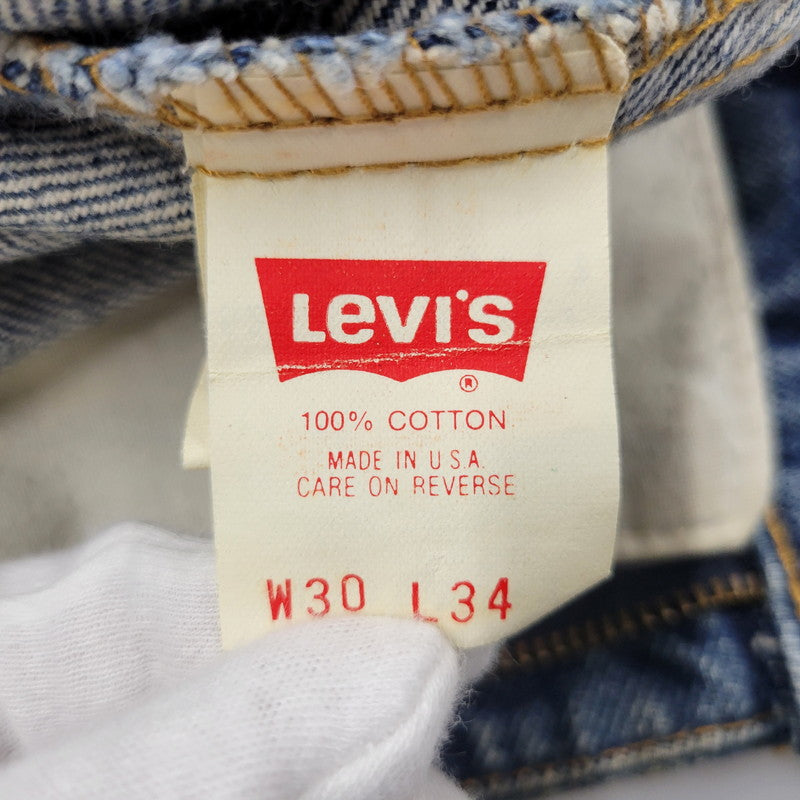 Levi's
®
100% COTTON
MADE IN U.S.A.
CARE ON REVERSE
W30 L34